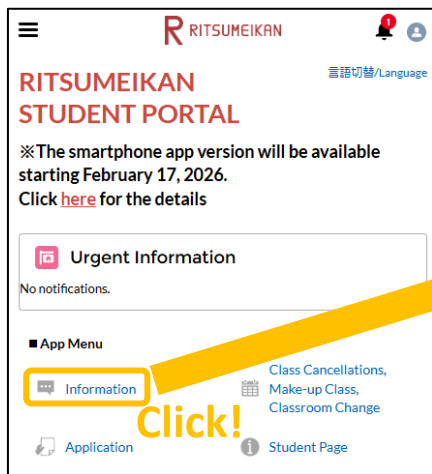 RITSUMEIKAN
1
言語切替/Language
RITSUMEIKAN
STUDENT PORTAL
※The smartphone app version will be available
starting February 17, 2026.
Click here for the details
Urgent Information
No notifications.
■App Menu
Information
Class Cancellations,
Make-up Class,
Classroom Change
Click!
Application
Student Page